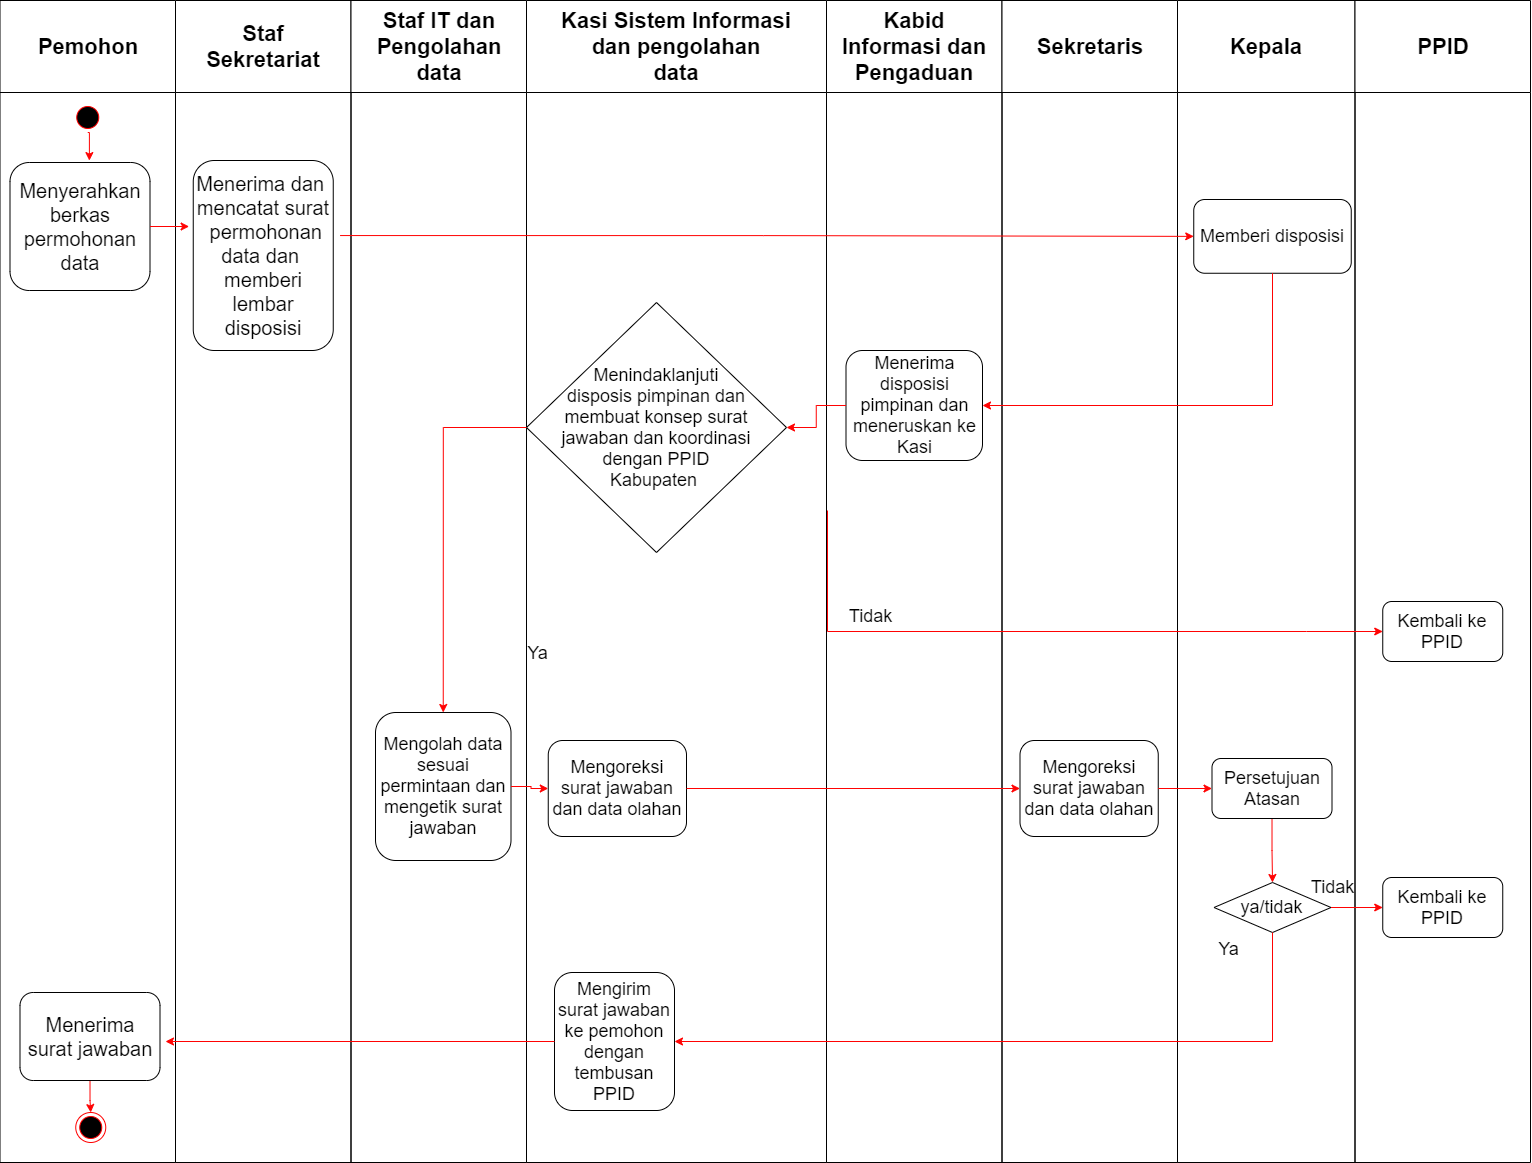 Pemohon
Staf
Sekretariat
Staf IT dan
Pengolahan
data
Kasi Sistem Informasi
dan pengolahan
data
Kabid
Informasi dan
Pengaduan
Sekretaris
Kepala
PPID
Menyerahkan
berkas
permohonan
data
Menerima dan
mencatat surat
permohonan
data dan
memberi
lembar
disposisi
Memberi disposisi
Menindaklanjuti
disposis pimpinan dan
membuat konsep surat
jawaban dan koordinasi
dengan PPID
Kabupaten
Menerima
disposisi
pimpinan dan
meneruskan ke
Kasi
Tidak
Kembali ke
PPID
Ya
Mengolah data
sesuai
permintaan dan
mengetik surat
jawaban
Mengoreksi
surat jawaban
dan data olahan
Mengoreksi
surat jawaban
dan data olahan
Persetujuan
Atasan
ya/tidak
Tidak
Kembali ke
PPID
Ya
Mengirim
surat jawaban
ke pemohon
dengan
tembusan
PPID
Menerima
surat jawaban